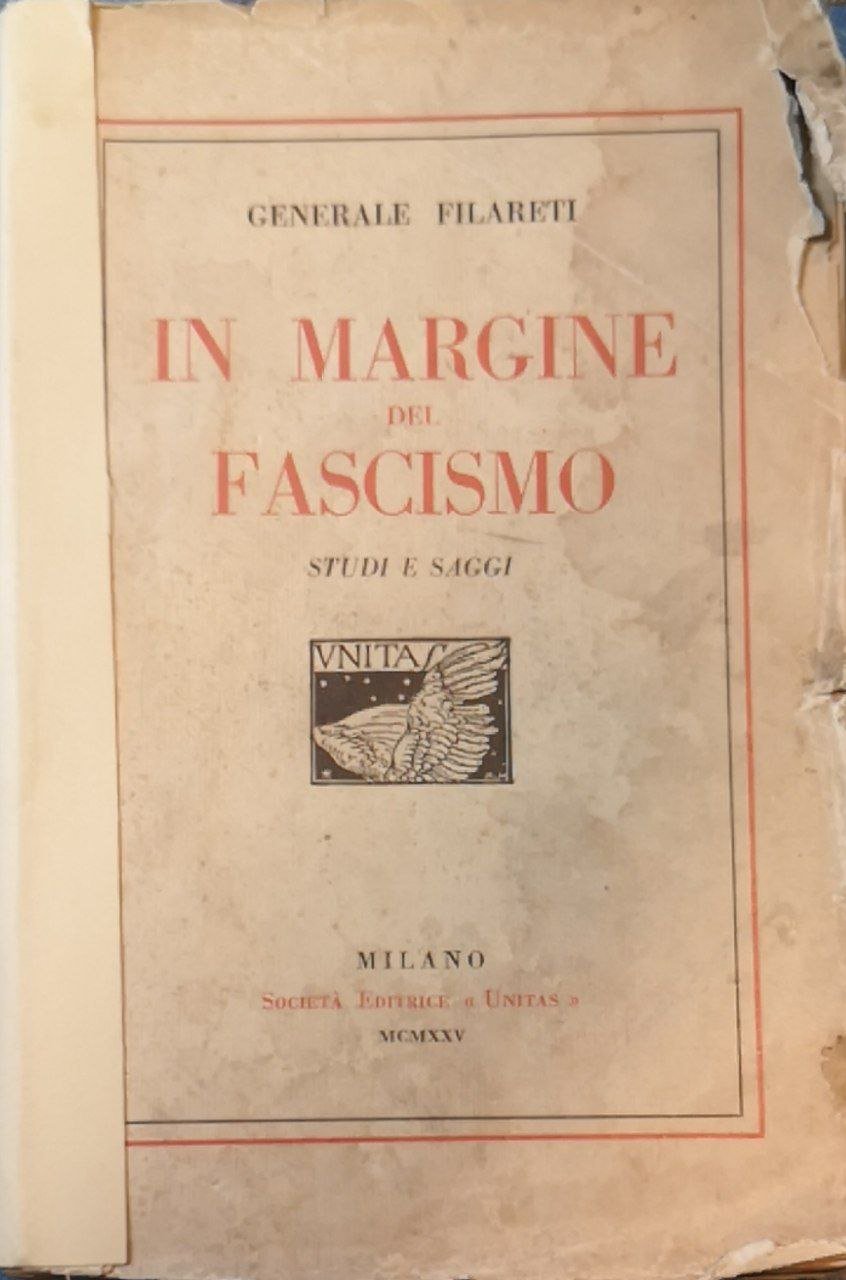 GENERALE FILARETI
IN MARGINE
DEL
FASCISMO
STUDI E SAGGI
VNITAS
MILANO
SOCIETÀ EDITRICE « UNITAS »
MCMXXV